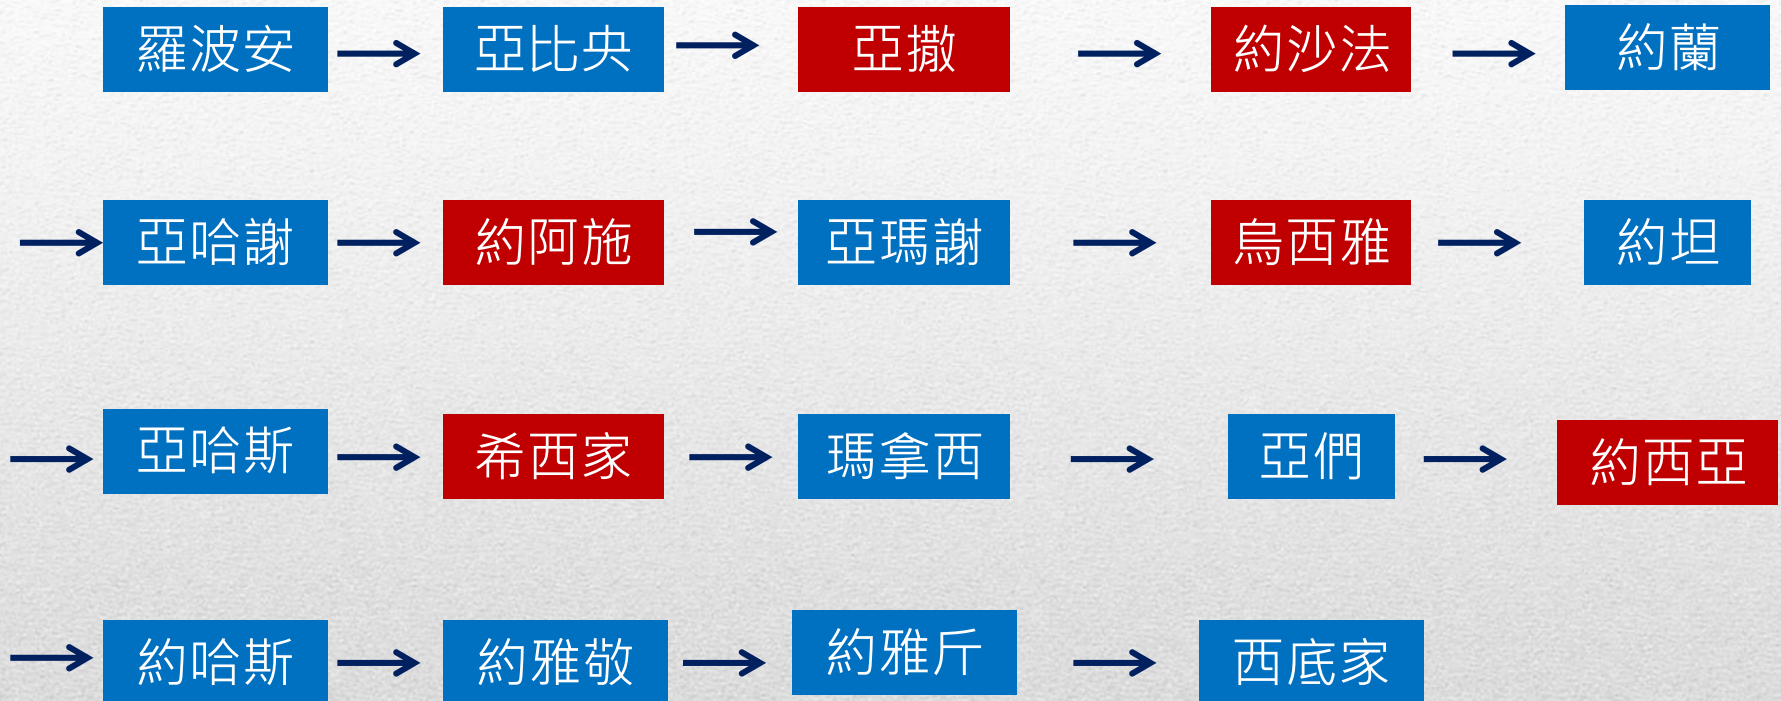 羅波安 亞比央 亞撒 約沙法 約蘭
亞哈謝 約阿施 亞瑪謝 烏西雅 約坦
亞哈斯 希西家 瑪拿西 亞們 約西亞
約哈斯 約雅敬 約雅斤 西底家